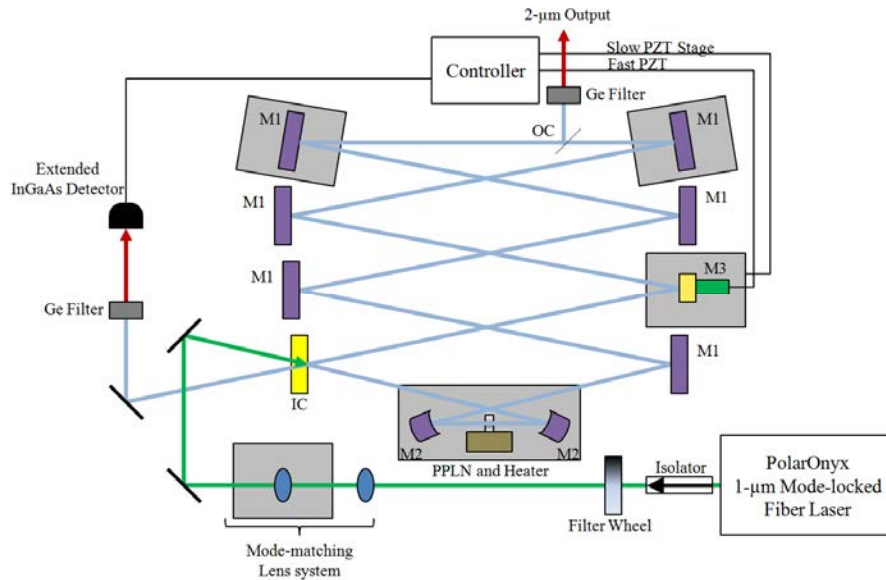 2-µm Output
Controller
Slow PZT Stage
Fast PZT
Ge Filter
OC
M1
M1
Extended
InGaAs Detector
M1
M1
M1
M3
Ge Filter
IC
M1
M2
M2
PPLN and Heater
Isolator
PolarOnyx
1-µm Mode-locked
Fiber Laser
Filter Wheel
Mode-matching
Lens system